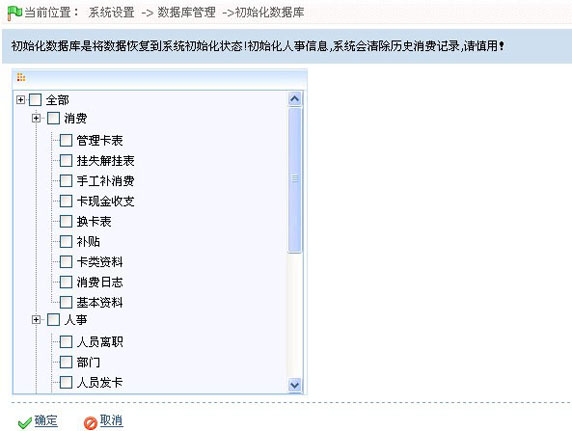 当前位置： 系统设置 -> 数据库管理 ->初始化数据库
初始化数据库是将数据恢复到系统初始化状态!初始化人事信息,系统会清除历史消费记录,请慎用!
全部
消费
管理卡表
挂失解挂表
手工补消费
卡现金收支
换卡表
补贴
卡类资料
消费日志
基本资料
人事
人员离职
部门
人员发卡
确定 取消